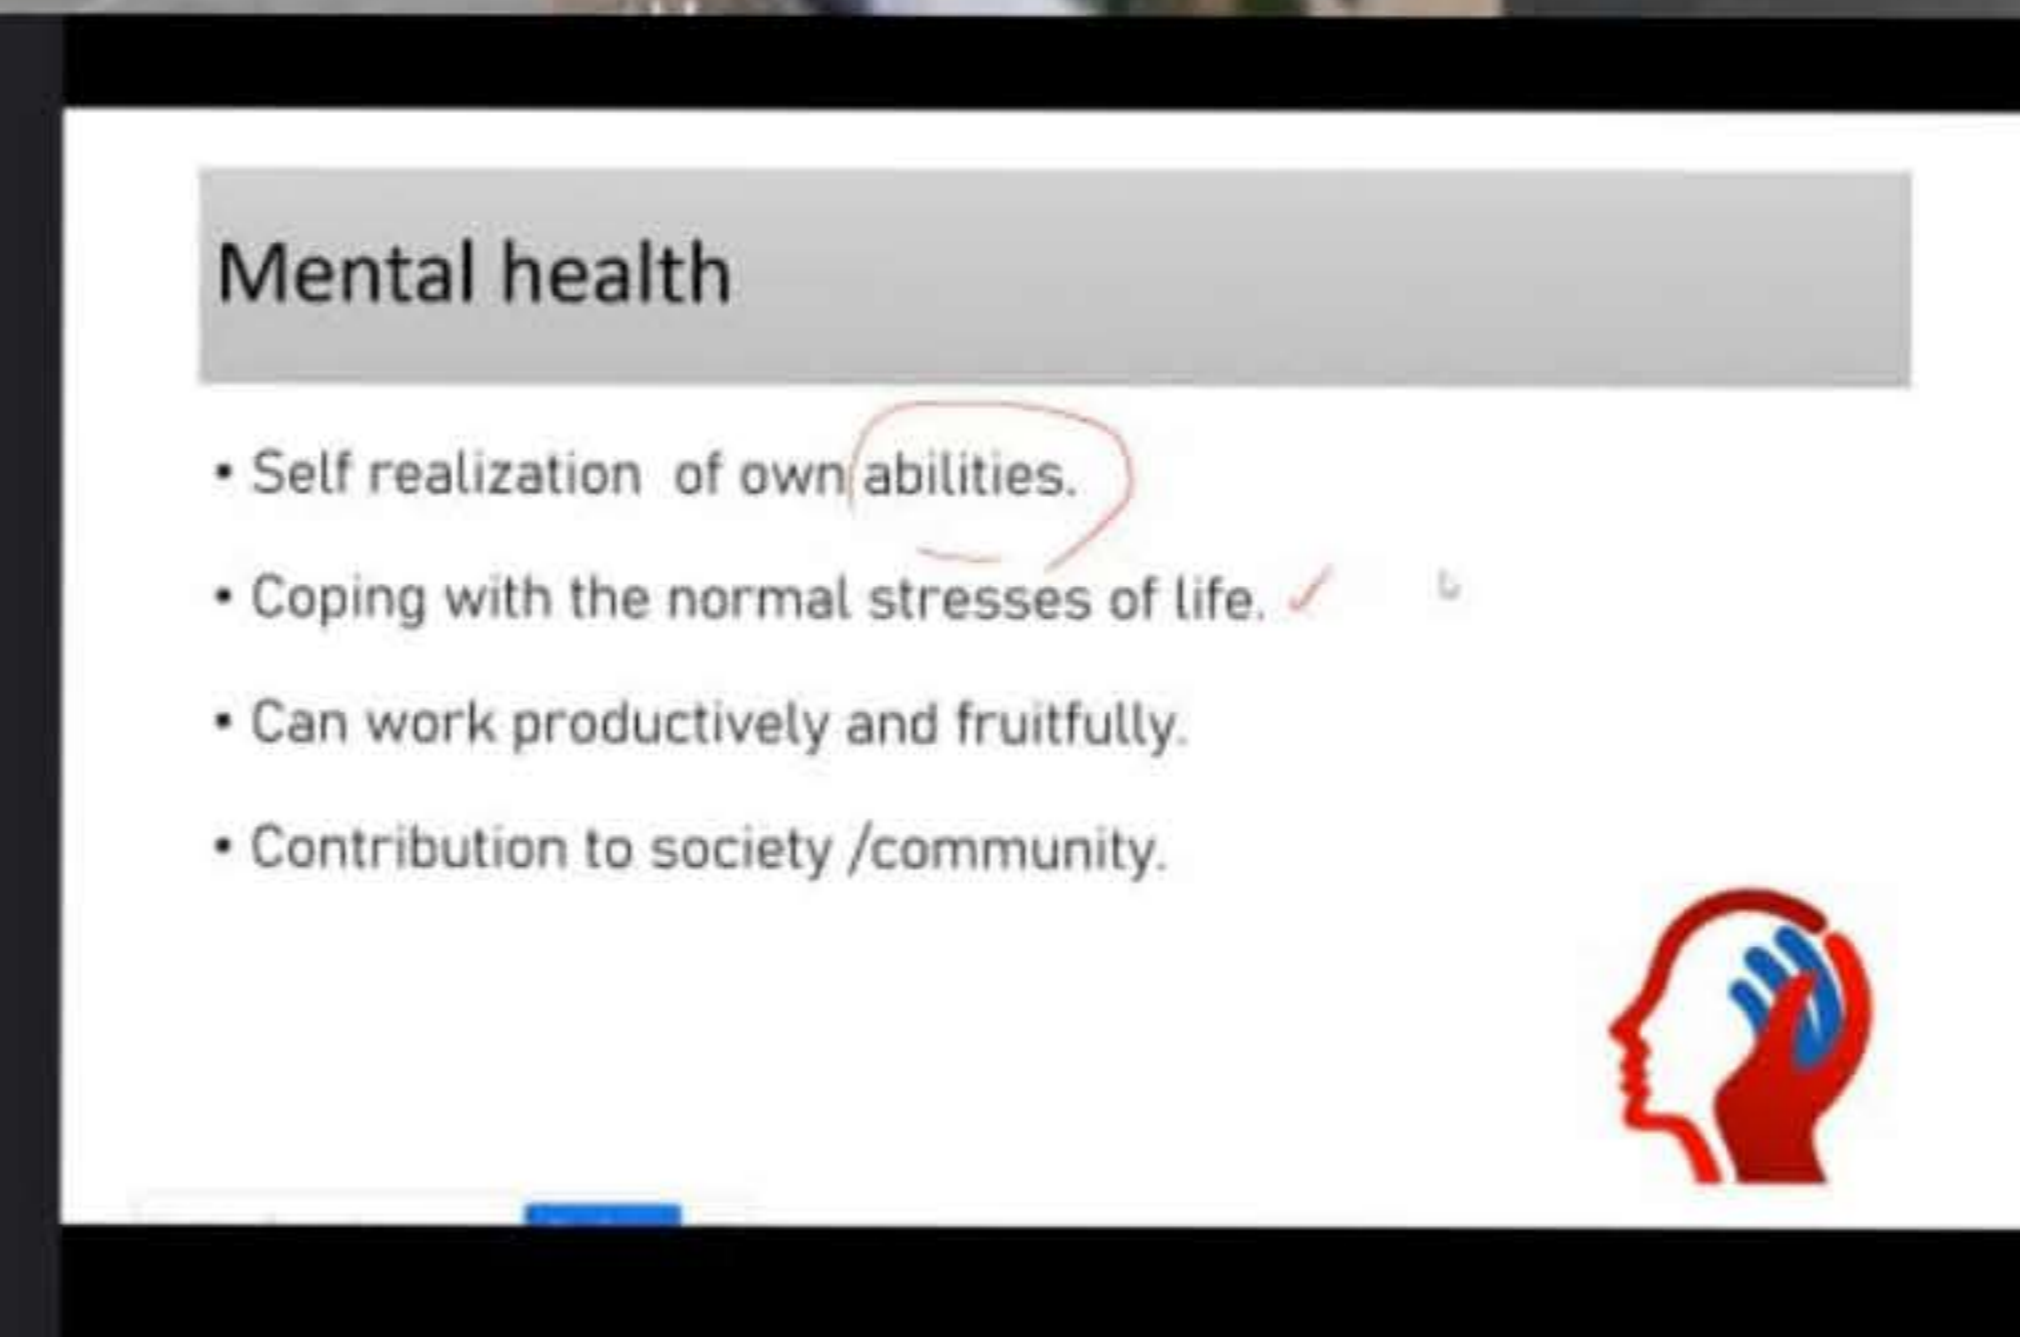 Mental health
• Self realization of own abilities.
• Coping with the normal stresses of life.
• Can work productively and fruitfully.
• Contribution to society /community.